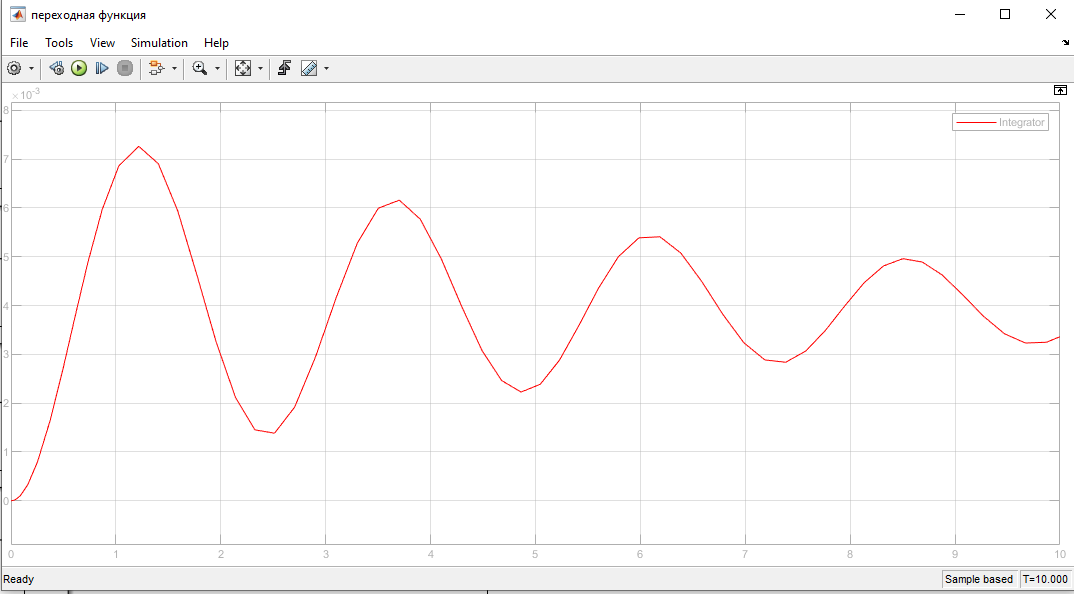 переходная функция
File Tools View Simulation Help
×10-3
Integrator
8
7
6
5
4
3
2
1
0
0 1 2 3 4 5 6 7 8 9 10
Ready Sample based T=10.000